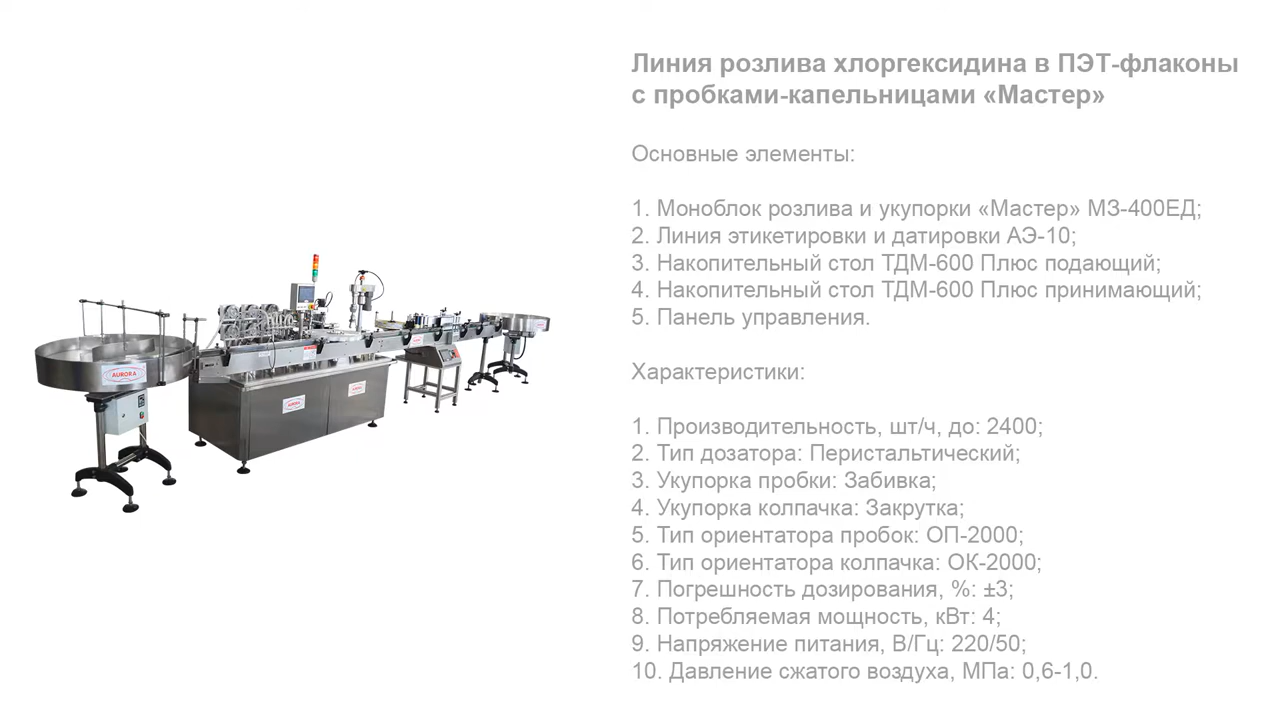 Линия розлива хлоргексидина в ПЭТ-флаконы
с пробками-капельницами «Мастер»
Основные элементы:
1. Моноблок розлива и укупорки «Мастер» МЗ-400ЕД;
2. Линия этикетировки и датировки АЭ-10;
3. Накопительный стол ТДМ-600 Плюс подающий;
4. Накопительный стол ТДМ-600 Плюс принимающий;
5. Панель управления.
Характеристики:
1. Производительность, шт/ч, до: 2400;
2. Тип дозатора: Перистальтический;
3. Укупорка пробки: Забивка;
4. Укупорка колпачка: Закрутка;
5. Тип ориентатора пробок: ОП-2000;
6. Тип ориентатора колпачка: ОК-2000;
7. Погрешность дозирования, %: ±3;
8. Потребляемая мощность, кВт: 4;
9. Напряжение питания, В/Гц: 220/50;
10. Давление сжатого воздуха, МПа: 0,6-1,0.
AURORA
AURORA
AURORA